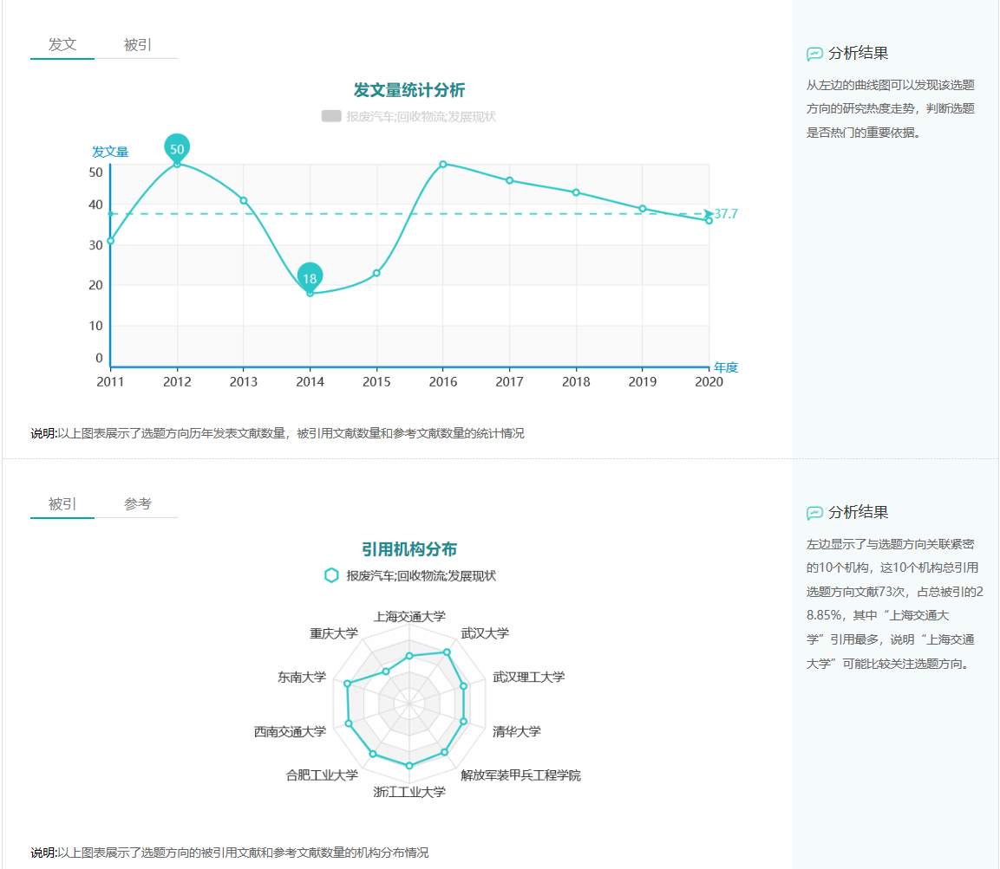 发文
被引
发文量统计分析
报废汽车;回收物流;发展现状
发文量
50
18
37.7
50
40
30
20
10
0
2011
2012
2013
2014
2015
2016
2017
2018
2019
2020
年度
说明:以上图表展示了选题方向历年发表文献数量，被引用文献数量和参考文献数量的统计情况
分析结果
从左边的曲线图可以发现该选题
方向的研究热度走势，判断选题
是否热门的重要依据。
被引
参考
引用机构分布
报废汽车;回收物流;发展现状
上海交通大学
重庆大学
武汉大学
东南大学
武汉理工大学
西南交通大学
清华大学
合肥工业大学
解放军装甲兵工程学院
浙江工业大学
说明:以上图表展示了选题方向的被引用文献和参考文献数量的机构分布情况
分析结果
左边显示了与选题方向关联紧密
的10个机构，这10个机构总引用
选题方向文献73次，占总被引的2
8.85%，其中“上海交通大
学”引用最多，说明“上海交通
大学”可能比较关注选题方向。